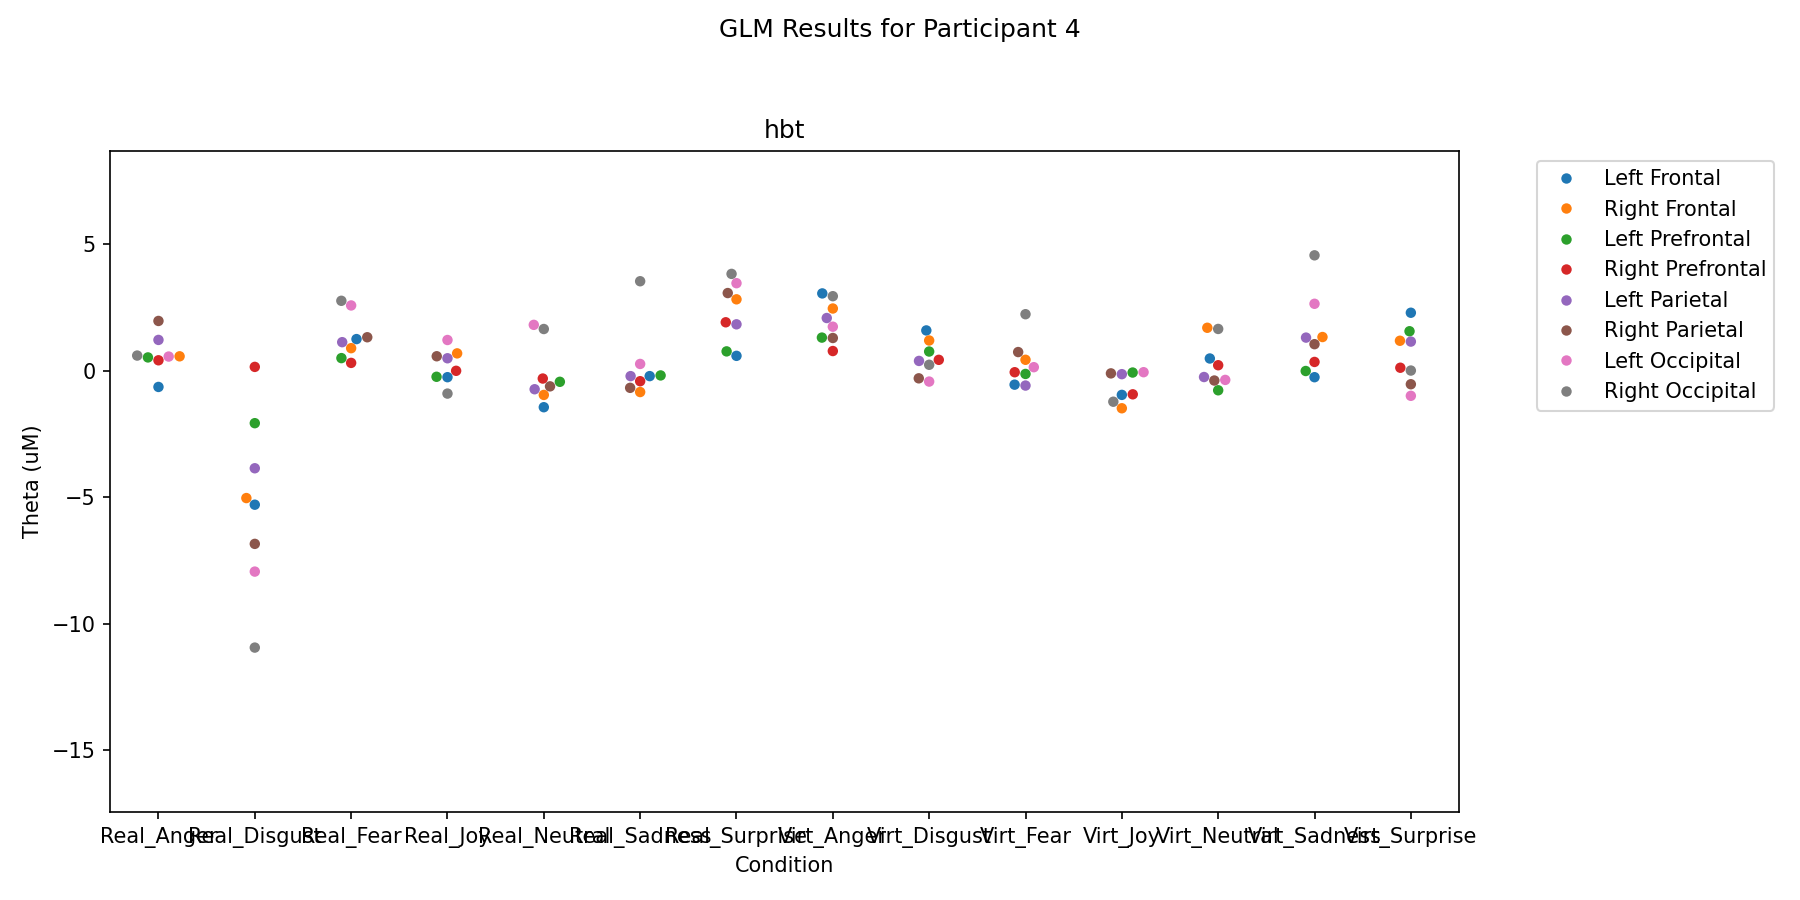 GLM Results for Participant 4
hbt
Theta (uM)
5
0
−5
−10
−15
Real_Anger Real_Disgust Real_Fear Real_Joy Real_Neutral Real_Sadness Real_Surprise Virt_Anger Virt_Disgust Virt_Fear Virt_Joy Virt_Neutral Virt_Sadness Virt_Surprise
Condition
Left Frontal
Right Frontal
Left Prefrontal
Right Prefrontal
Left Parietal
Right Parietal
Left Occipital
Right Occipital